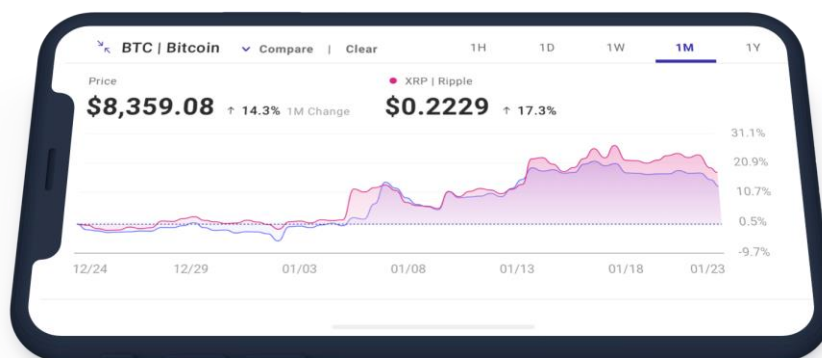 BTC | Bitcoin Compare | Clear 1H 1D 1W 1M 1Y
Price XRP | Ripple
$8,359.08 ↑ 14.3% 1M Change $0.2229 ↑ 17.3%
31.1%
20.9%
10.7%
0.5%
-9.7%
12/24 12/29 01/03 01/08 01/13 01/18 01/23